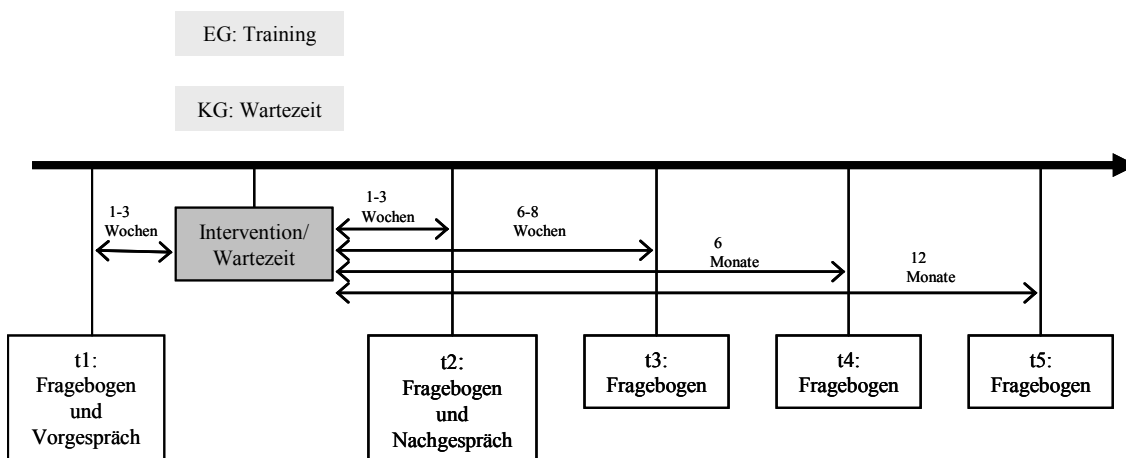 EG: Training
KG: Wartezeit
1-3
Wochen
Intervention/
Wartezeit
1-3
Wochen
6-8
Wochen
6
Monate
12
Monate
t1:
Fragebogen
und
Vorgespräch
t2:
Fragebogen
und
Nachgespräch
t3:
Fragebogen
t4:
Fragebogen
t5:
Fragebogen